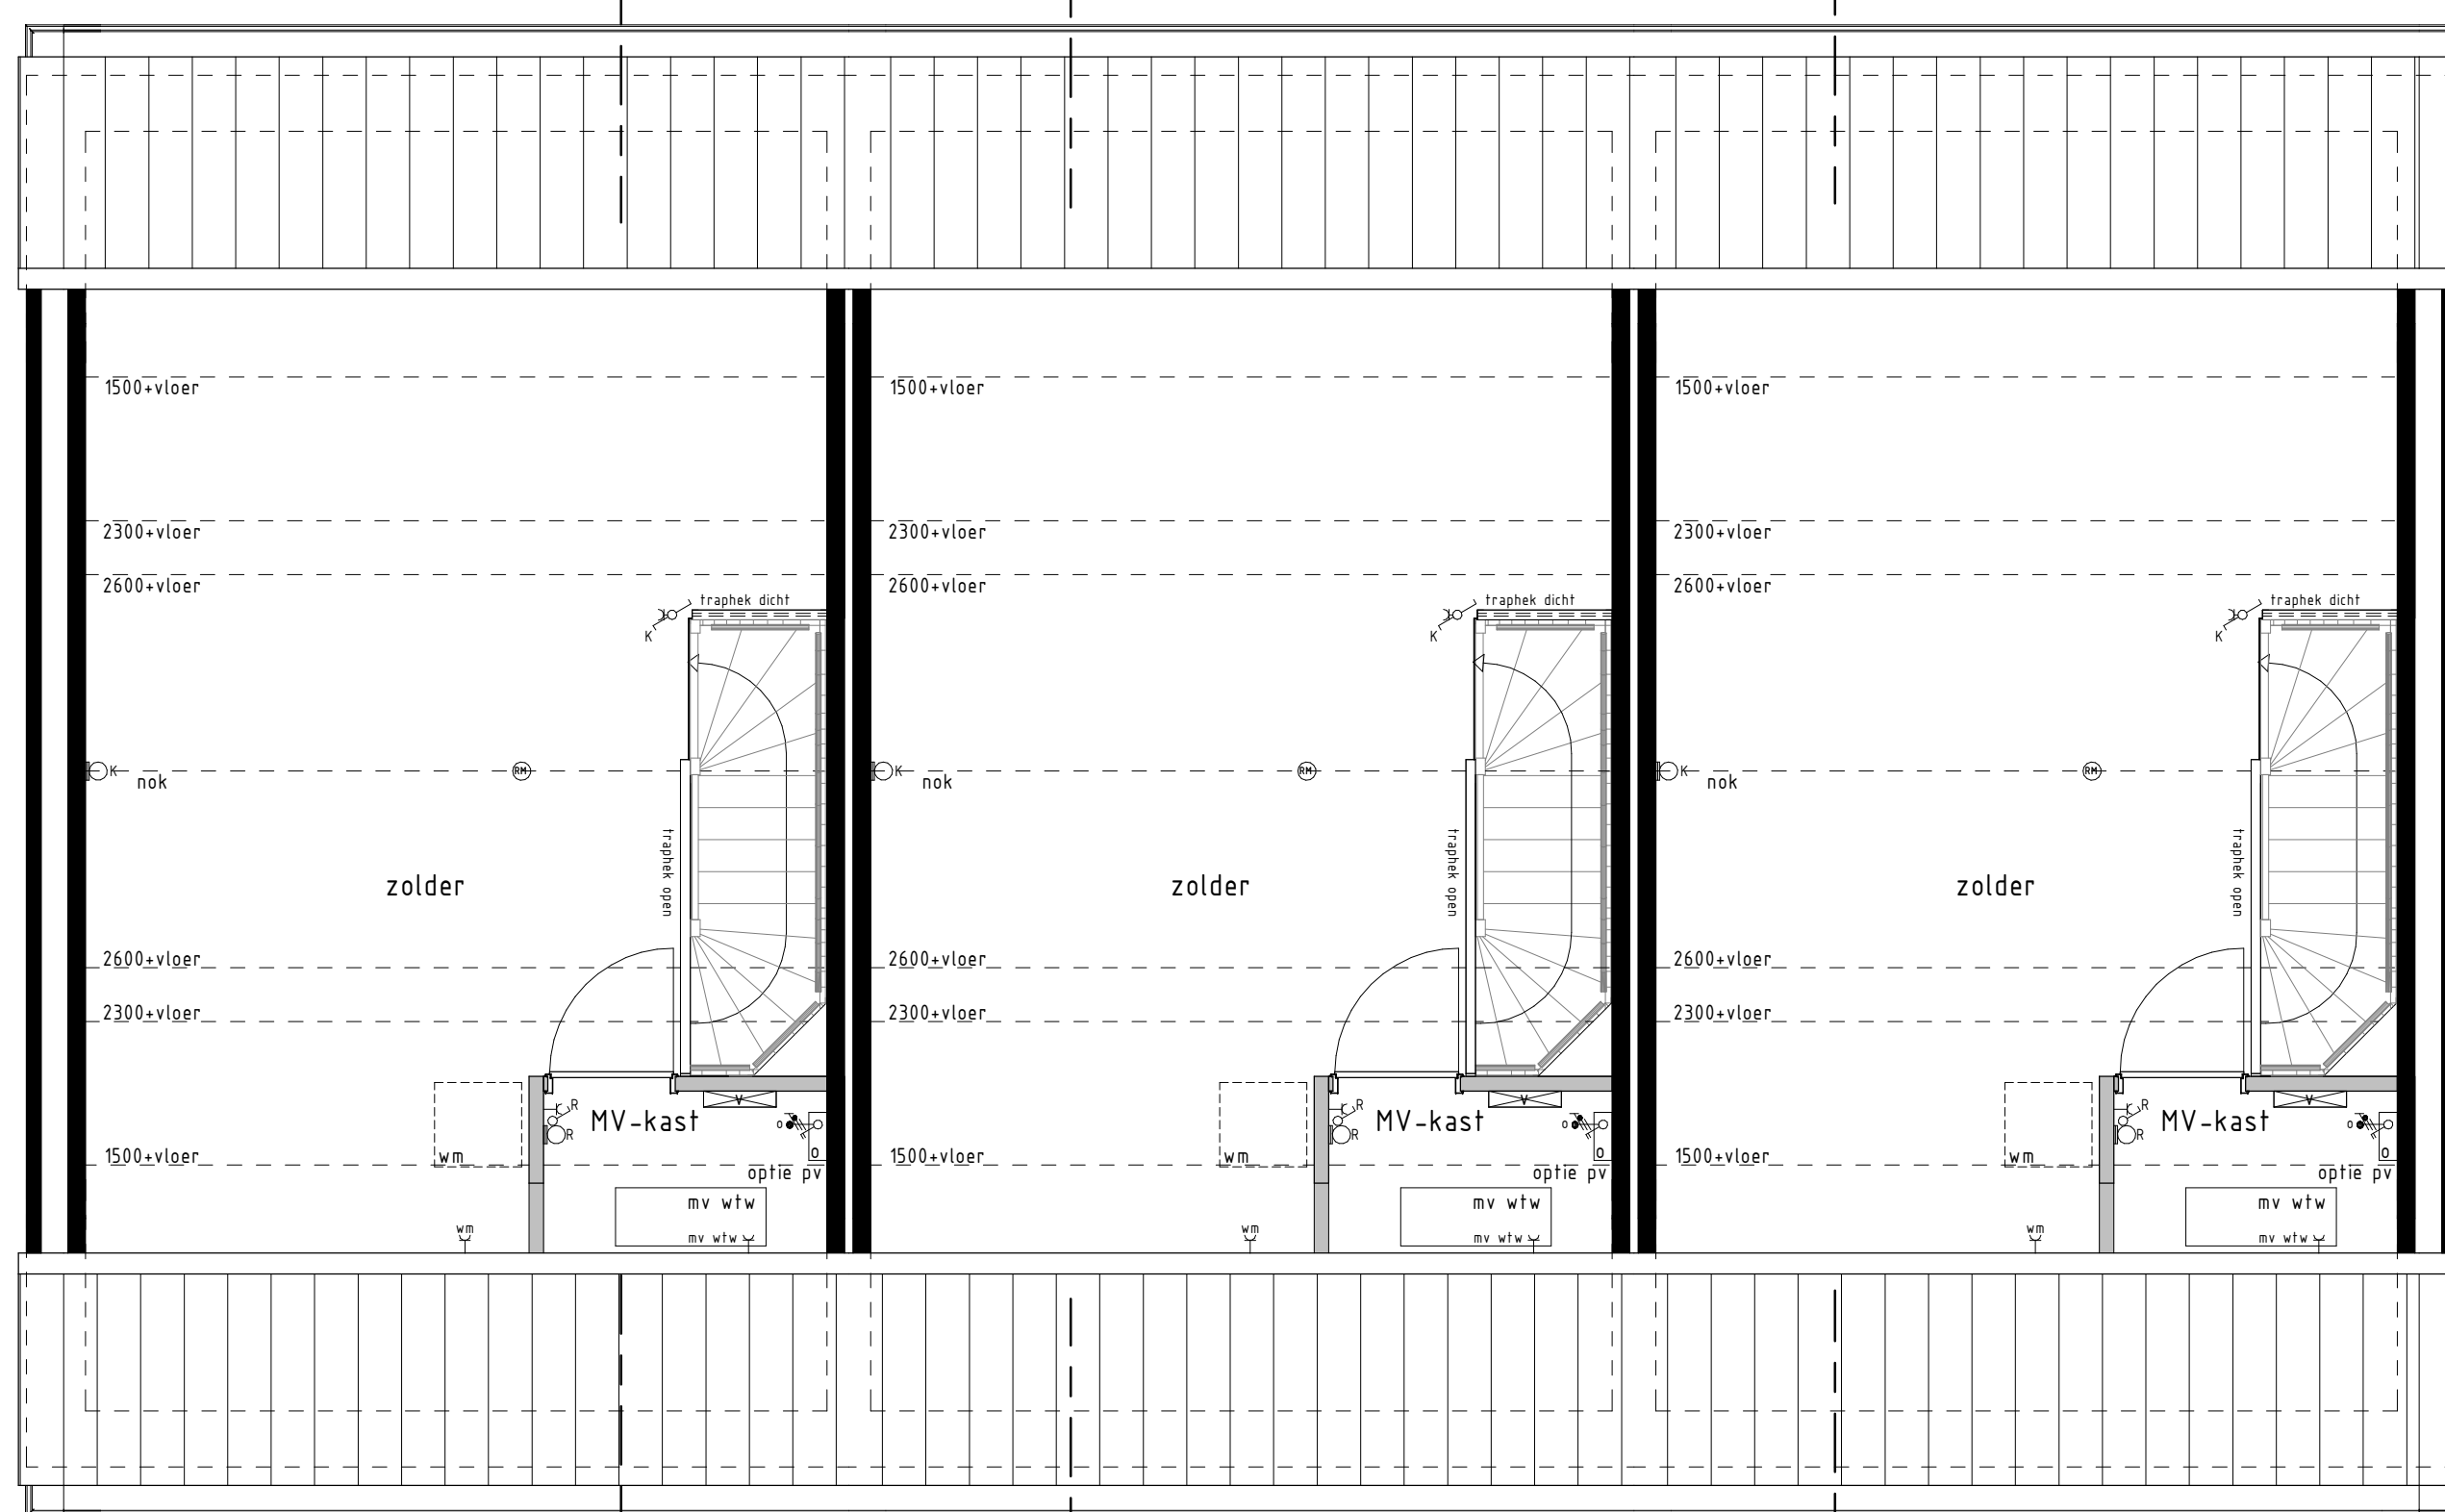 1500+vloer 1500+vloer 1500+vloer
2300+vloer 2300+vloer 2300+vloer
2600+vloer 2600+vloer 2600+vloer
traphek dicht traphek dicht traphek dicht
K K K
K K K
RM RM RM
nok nok nok
traphek open traphek open traphek open
zolder zolder zolder
2600+vloer 2600+vloer 2600+vloer
2300+vloer 2300+vloer 2300+vloer
V V V
R R R
MV-kast MV-kast MV-kast
o o o
R R R
1500+vloer wm o 1500+vloer wm o 1500+vloer wm o
optie pv optie pv optie pv
mv wtw mv wtw mv wtw
wm wm wm
mv wtw mv wtw mv wtw